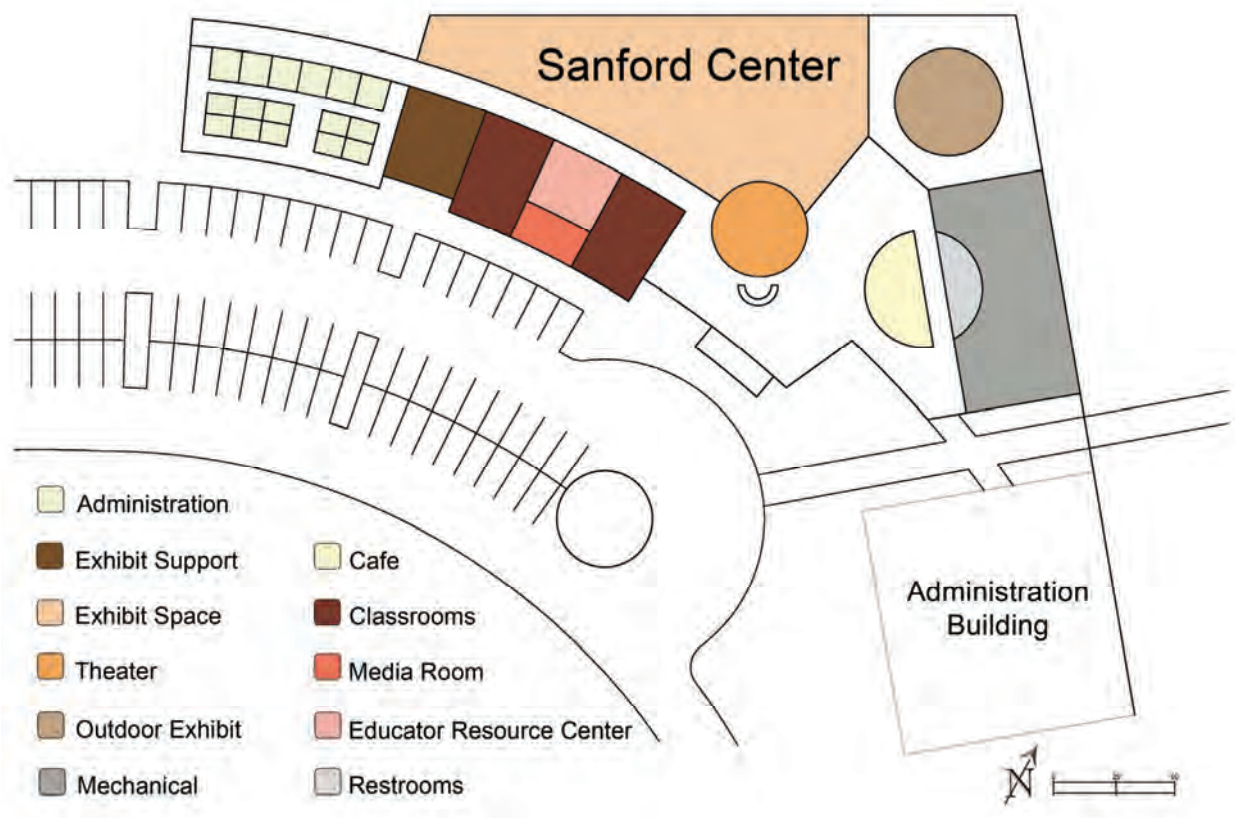 Sanford Center
Administration
Exhibit Support
Cafe
Exhibit Space
Classrooms
Theater
Media Room
Outdoor Exhibit
Educator Resource Center
Mechanical
Restrooms
Administration
Building
N